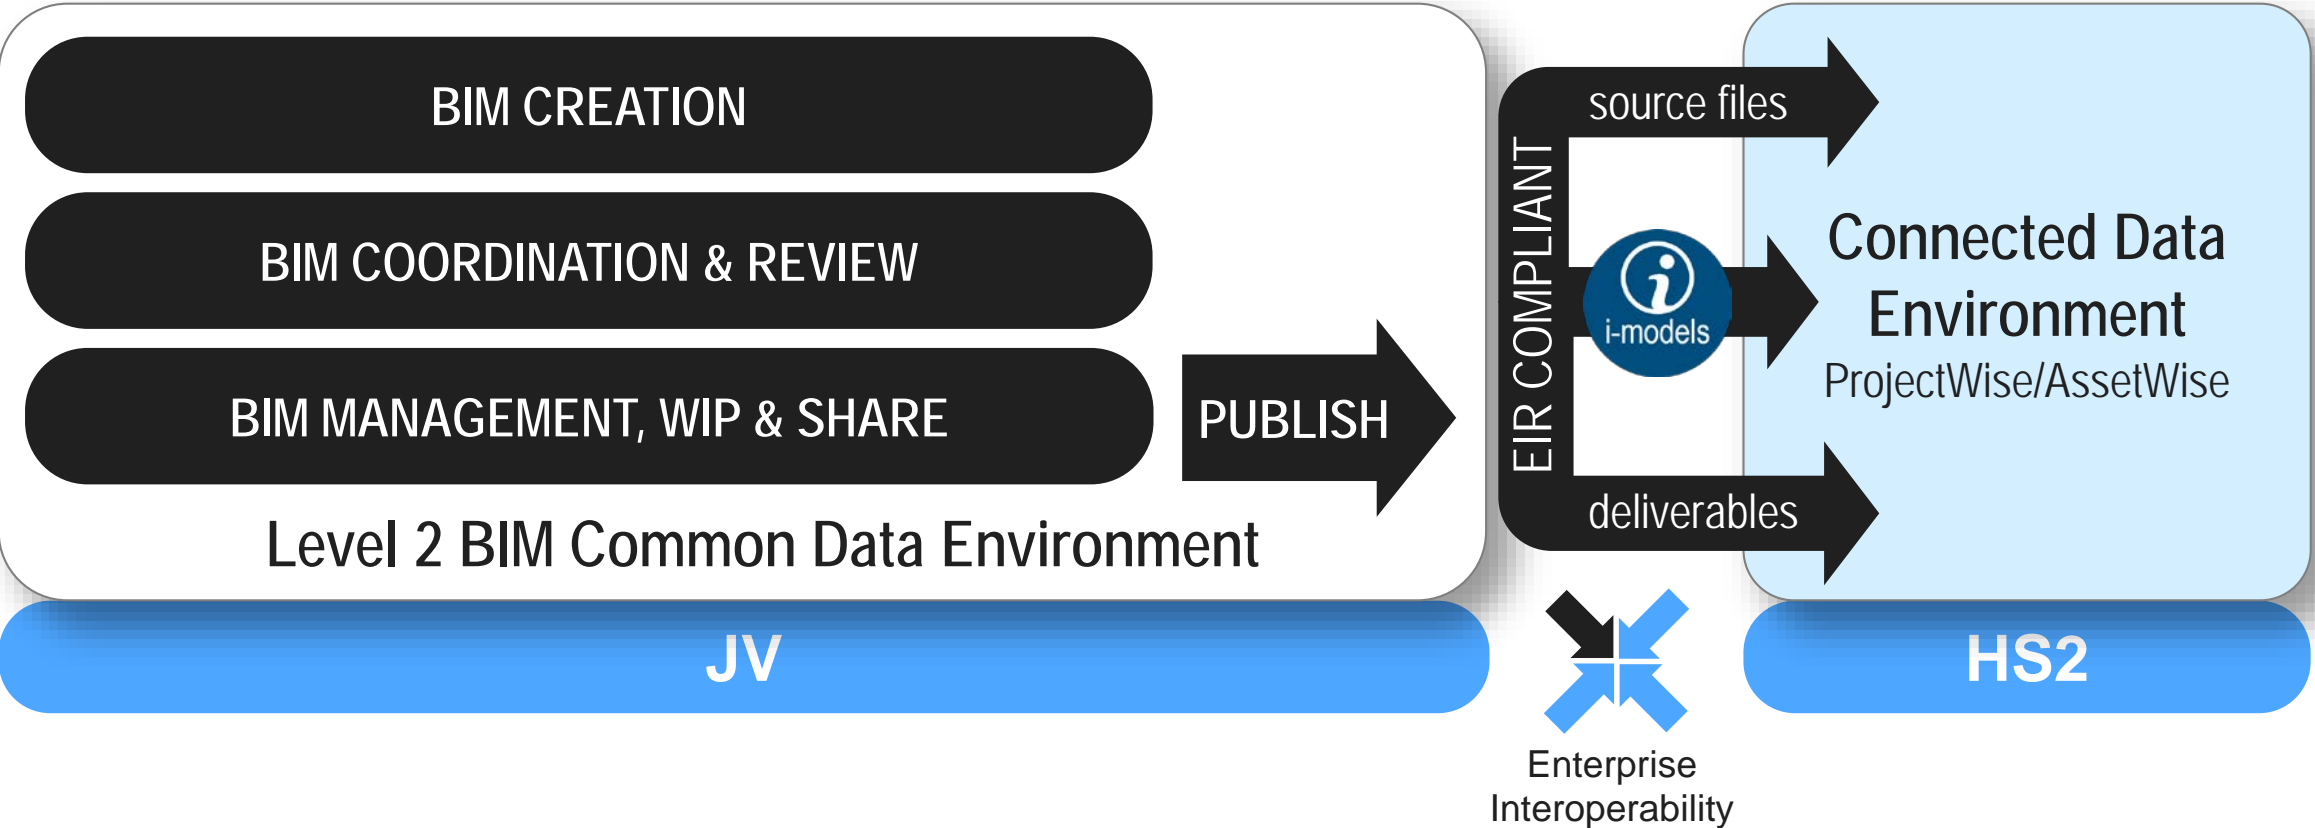 BIM CREATION
BIM COORDINATION & REVIEW
BIM MANAGEMENT, WIP & SHARE
PUBLISH
Level 2 BIM Common Data Environment
JV
EIR COMPLIANT
source files
i-models
deliverables
Enterprise
Interoperability
Connected Data
Environment
ProjectWise/AssetWise
HS2